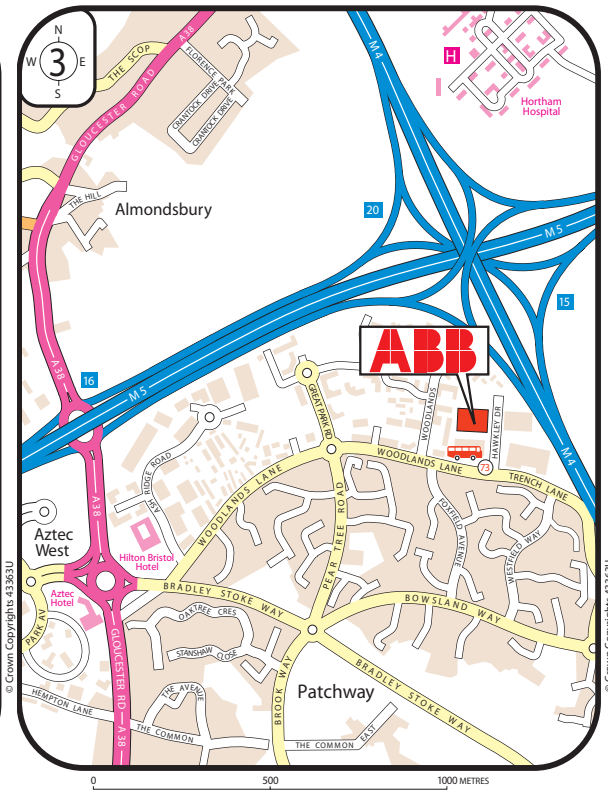 N
W 3 E
S
A38
M4
THE SCOP
FLORENCE PARK
CRANTOCK DRIVE
CRANTOCK DRIVE
GLOUCESTER ROAD
H
Hortham
Hospital
THE HILL
Almondsbury
20
M5
15
A38
16
M5
ABB
GREAT PARK RD
WOODLANDS
HAWKLEY DR
WOODLANDS LANE
73
TRENCH LANE
M4
ASH RIDGE ROAD
WOODLANDS LANE
A38
PEAR TREE ROAD
FOXFIELD AVENUE
WESTFIELD WAY
Aztec
West
Hilton Bristol
Hotel
Aztec
Hotel
PARK AV
BRADLEY STOKE WAY
BOWSLAND WAY
OAKTREE CRES
STANSHAW CLOSE
GLOUCESTER RD
A38
BROOK WAY
BRADLEY STOKE WAY
Patchway
THE AVENUE
HEMPTON LANE
THE COMMON
THE COMMON EAST
© Crown Copyrights 43363U
0 500 1000 METRES